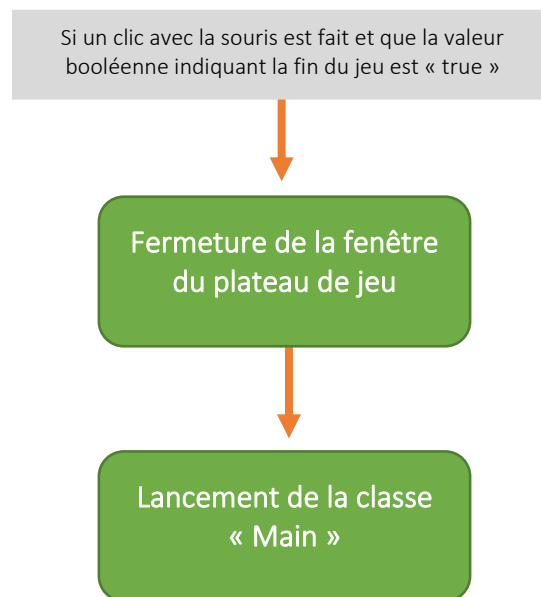 Si un clic avec la souris est fait et que la valeur
booléenne indiquant la fin du jeu est « true »
Fermeture de la fenêtre
du plateau de jeu
Lancement de la classe
« Main »